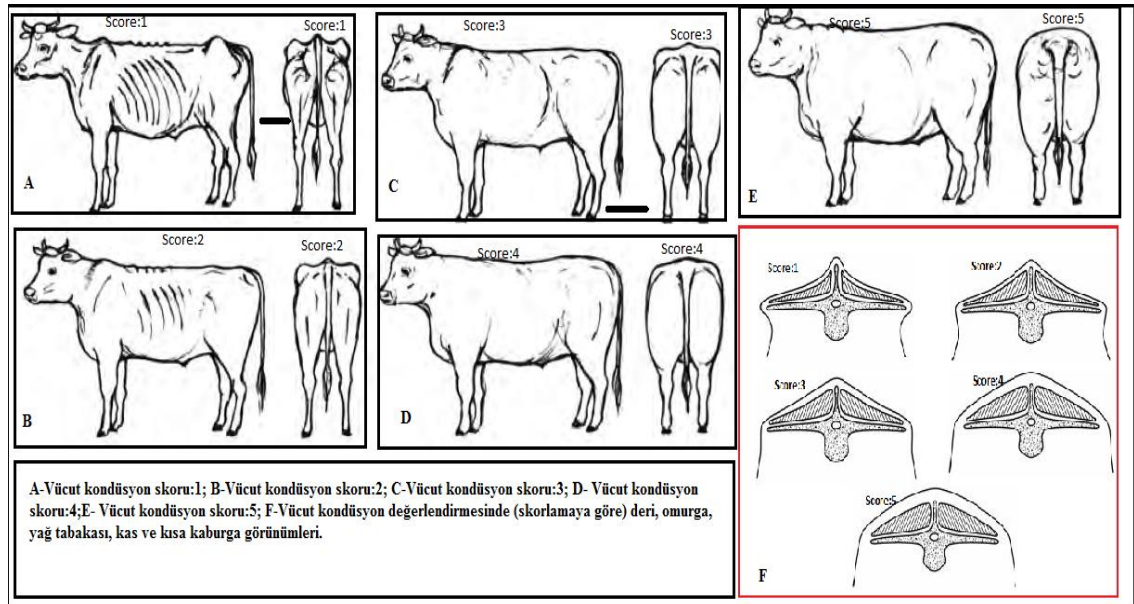 Score:1
Score:1
A
Score:2
Score:2
B
Score:3
Score:3
C
Score:4
Score:4
D
Score:5
Score:5
E
Score:1
Score:2
Score:3
Score:4
Score:5
F
A-Vücut kondüsyon skoru:1; B-Vücut kondüsyon skoru:2; C-Vücut kondüsyon skoru:3; D- Vücut kondüsyon
skoru:4;E- Vücut kondüsyon skoru:5; F-Vücut kondüsyon değerlendirmesinde (skorlamaya göre) deri, omurga,
yağ tabakası, kas ve kısa kaburga görünümleri.